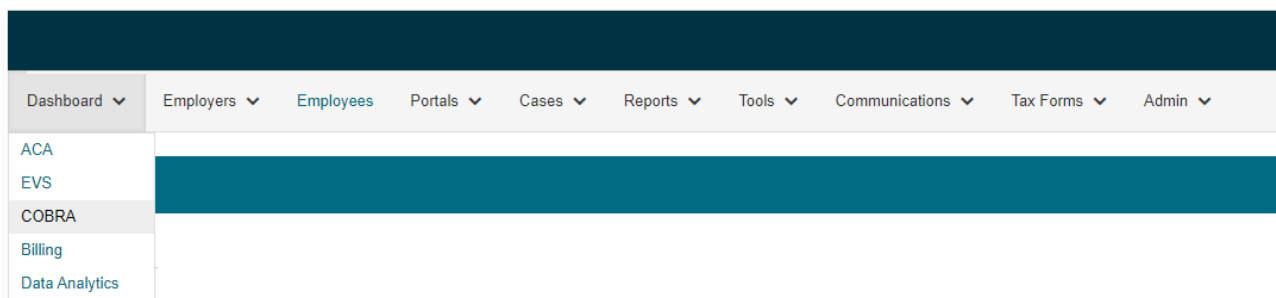 Dashboard Employers Employees Portals Cases Reports Tools Communications Tax Forms Admin
ACA
EVS
COBRA
Billing
Data Analytics